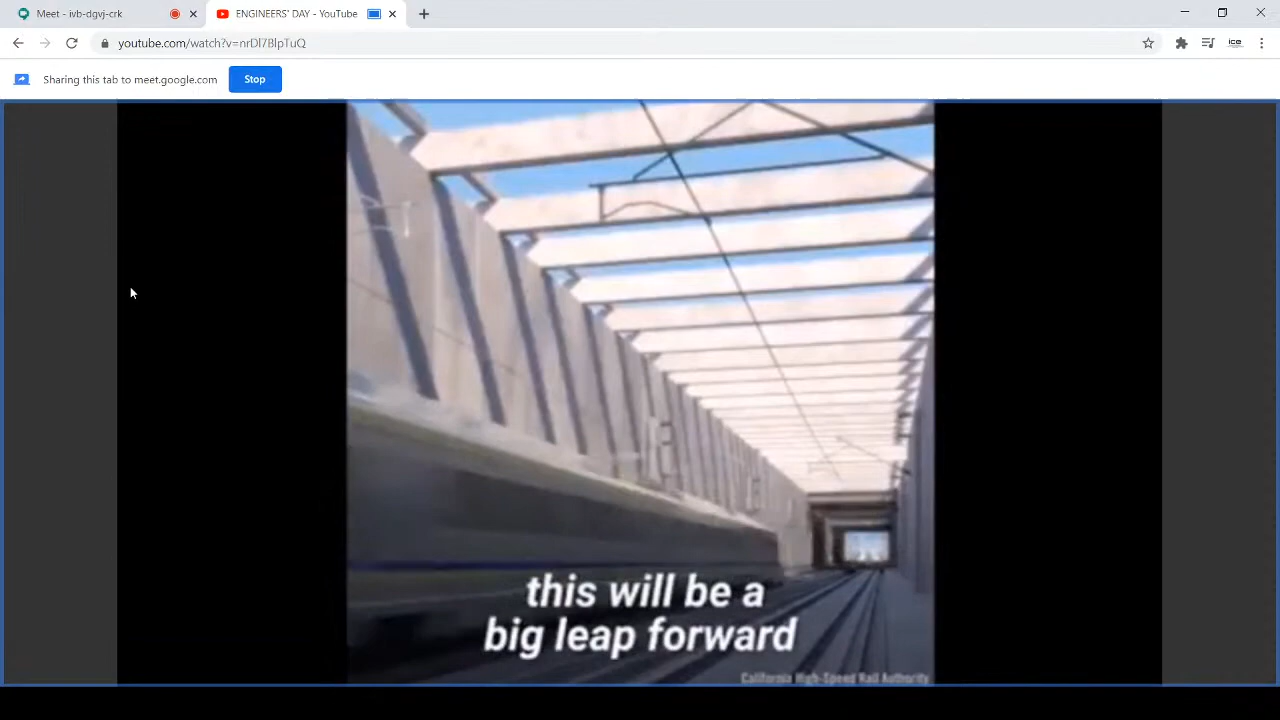 Meet - ivb-dgvj-crk
ENGINEERS' DAY - YouTube
youtube.com/watch?v=nrDl7BlpTuQ
ice
Sharing this tab to meet.google.com
Stop
this will be a
big leap forward
California High-Speed Rail Authority